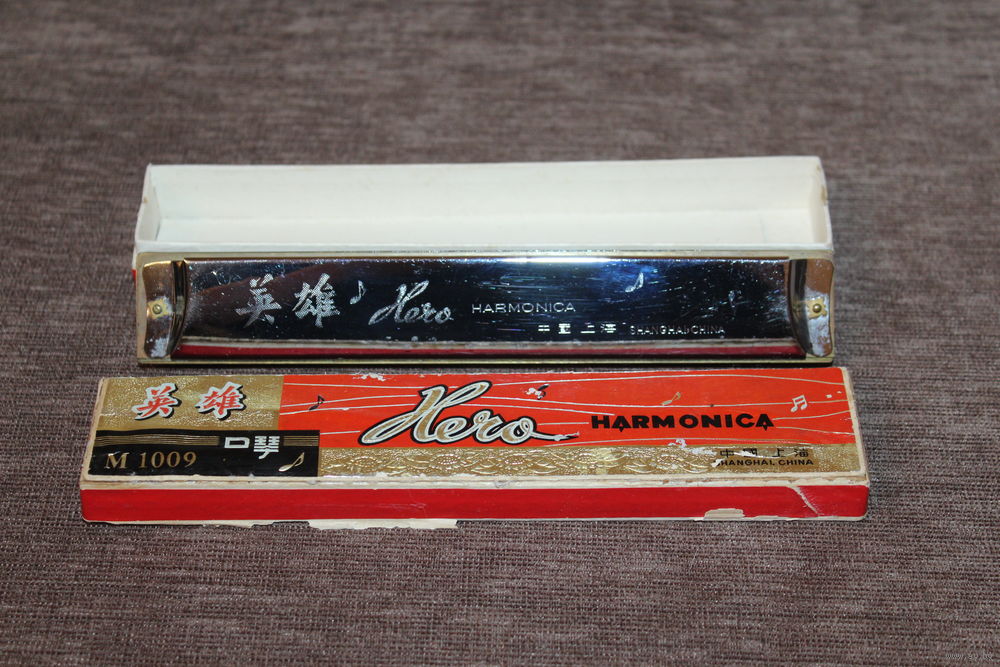 英雄 Hero HARMONICA
中国上海 SHANGHAI CHINA
英雄
口琴
M 1009
Hero HARMONICA
中国上海
SHANGHAI, CHINA